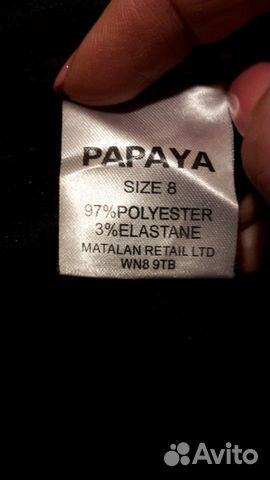 PAPAYA
SIZE 8
97%POLYESTER
3%ELASTANE
MATALAN RETAIL LTD
WN8 9TB
Avito